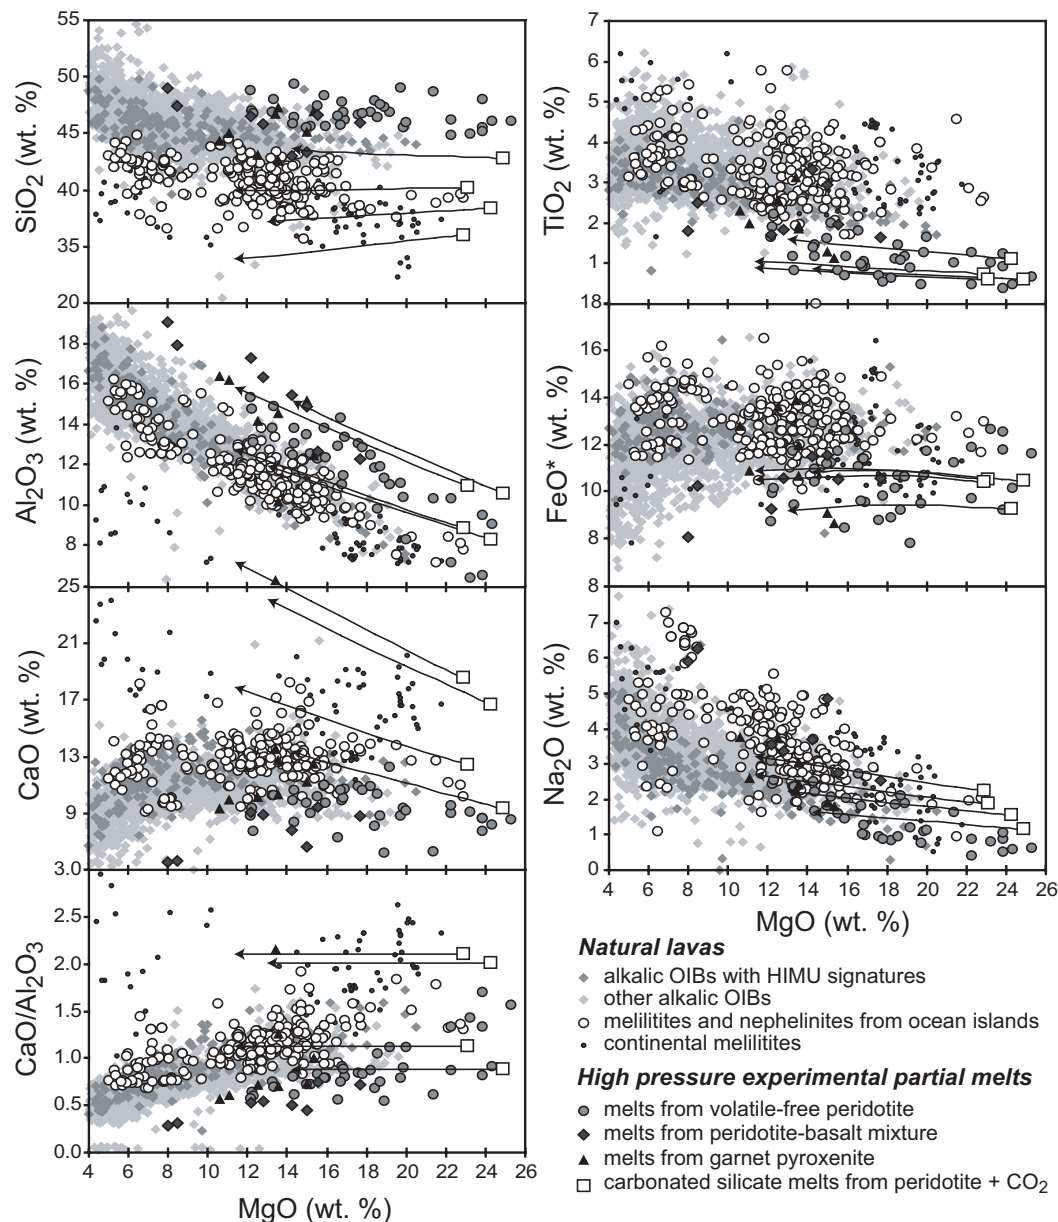 SiO2 (wt. %)
55
50
45
40
35
20
Al2O3 (wt. %)
18
16
14
12
10
8
25
CaO (wt. %)
21
17
13
9
3.0
CaO/Al2O3
2.5
2.0
1.5
1.0
0.5
0.0
4 6 8 10 12 14 16 18 20 22 24 26
MgO (wt. %)
TiO2 (wt. %)
7
6
5
4
3
2
1
18
FeO* (wt. %)
16
14
12
10
8
8
Na2O (wt. %)
7
6
5
4
3
2
1
0
4 6 8 10 12 14 16 18 20 22 24 26
MgO (wt. %)
Natural lavas
alkalic OIBs with HIMU signatures
other alkalic OIBs
melilitites and nephelinites from ocean islands
continental melilitites
High pressure experimental partial melts
melts from volatile-free peridotite
melts from peridotite-basalt mixture
melts from garnet pyroxenite
carbonated silicate melts from peridotite + CO2